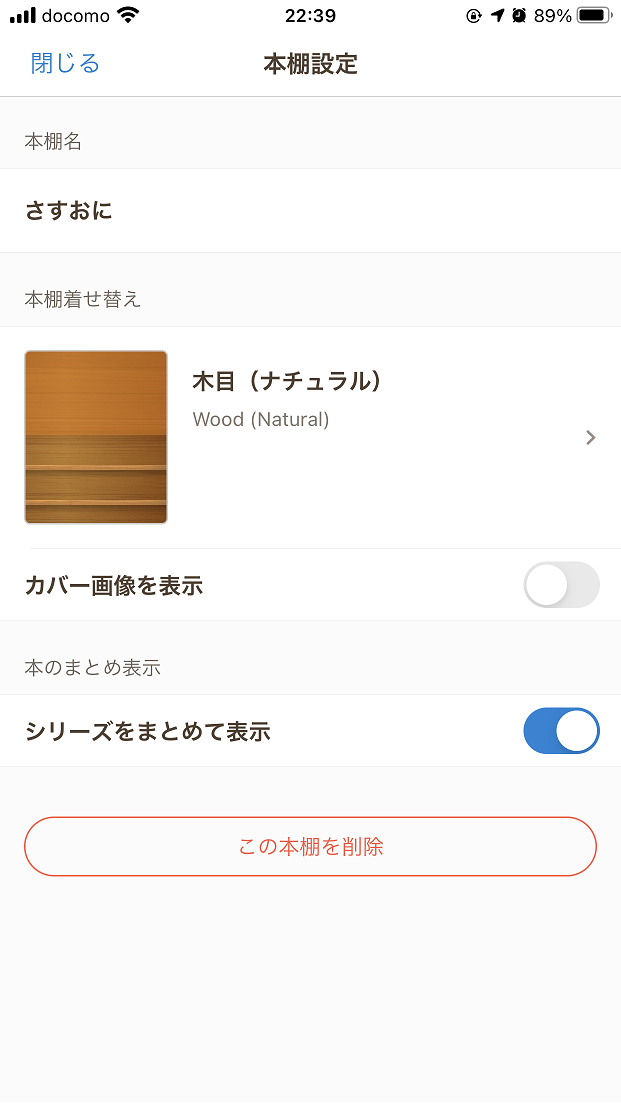 docomo 22:39 89%
閉じる 本棚設定
本棚名
さすおに
本棚着せ替え
木目（ナチュラル）
Wood (Natural)
カバー画像を表示
本のまとめ表示
シリーズをまとめて表示
この本棚を削除